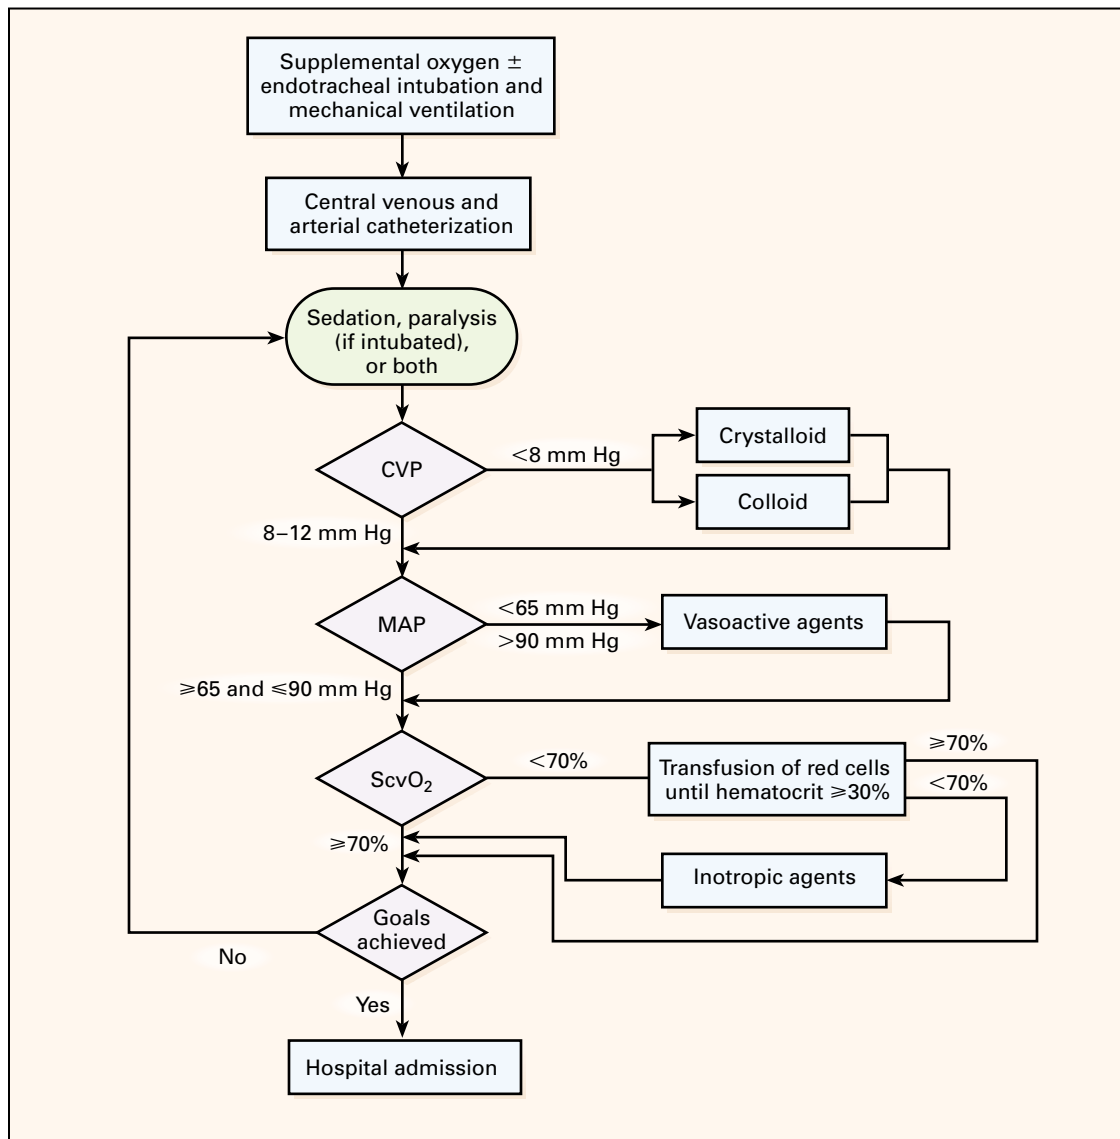 Supplemental oxygen ±
endotracheal intubation and
mechanical ventilation
Central venous and
arterial catheterization
Sedation, paralysis
(if intubated),
or both
CVP
<8 mm Hg
Crystalloid
Colloid
8–12 mm Hg
MAP
<65 mm Hg
>90 mm Hg
Vasoactive agents
≥65 and ≤90 mm Hg
ScvO₂
<70%
Transfusion of red cells
until hematocrit ≥30%
≥70%
<70%
≥70%
Inotropic agents
Goals
achieved
No
Yes
Hospital admission